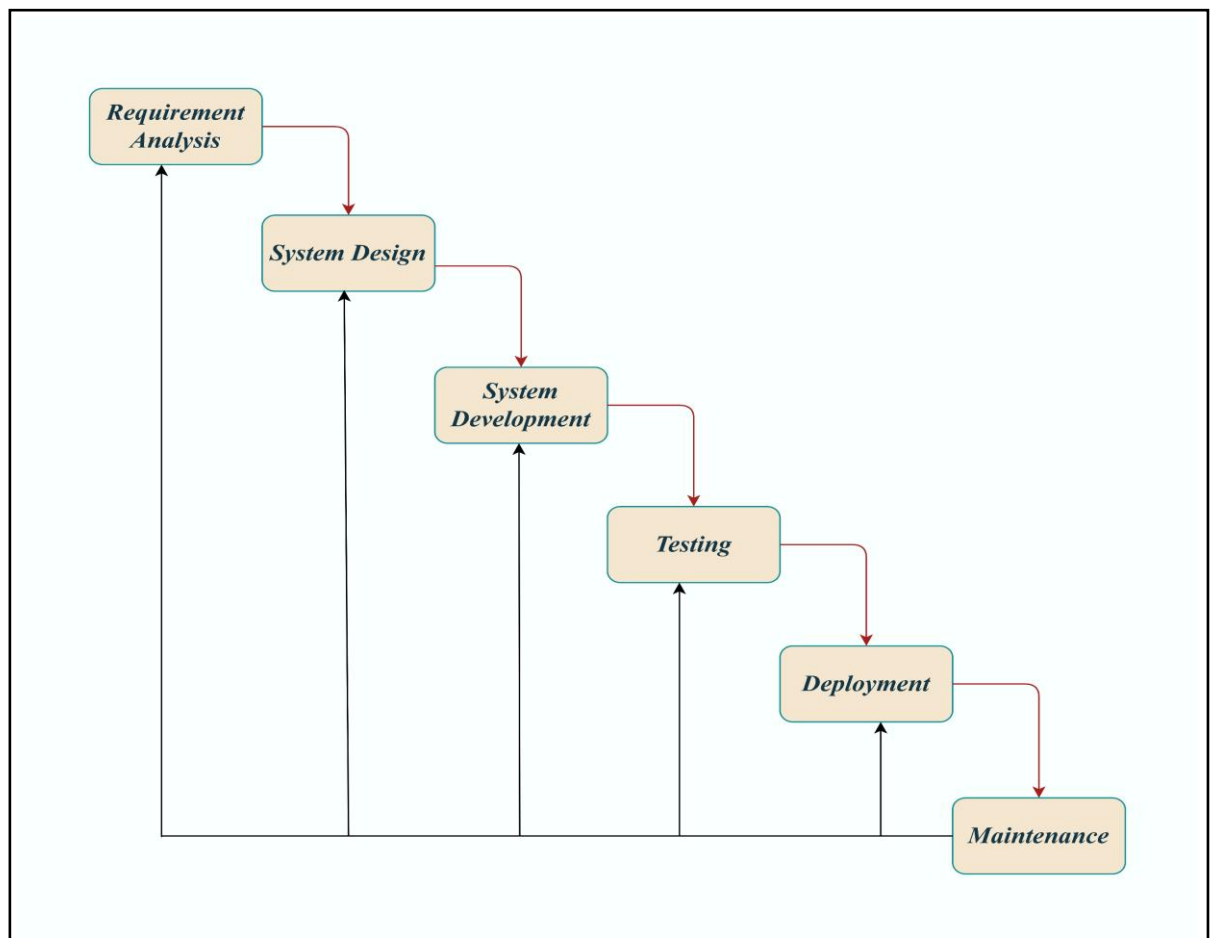 Requirement
Analysis
System Design
System
Development
Testing
Deployment
Maintenance